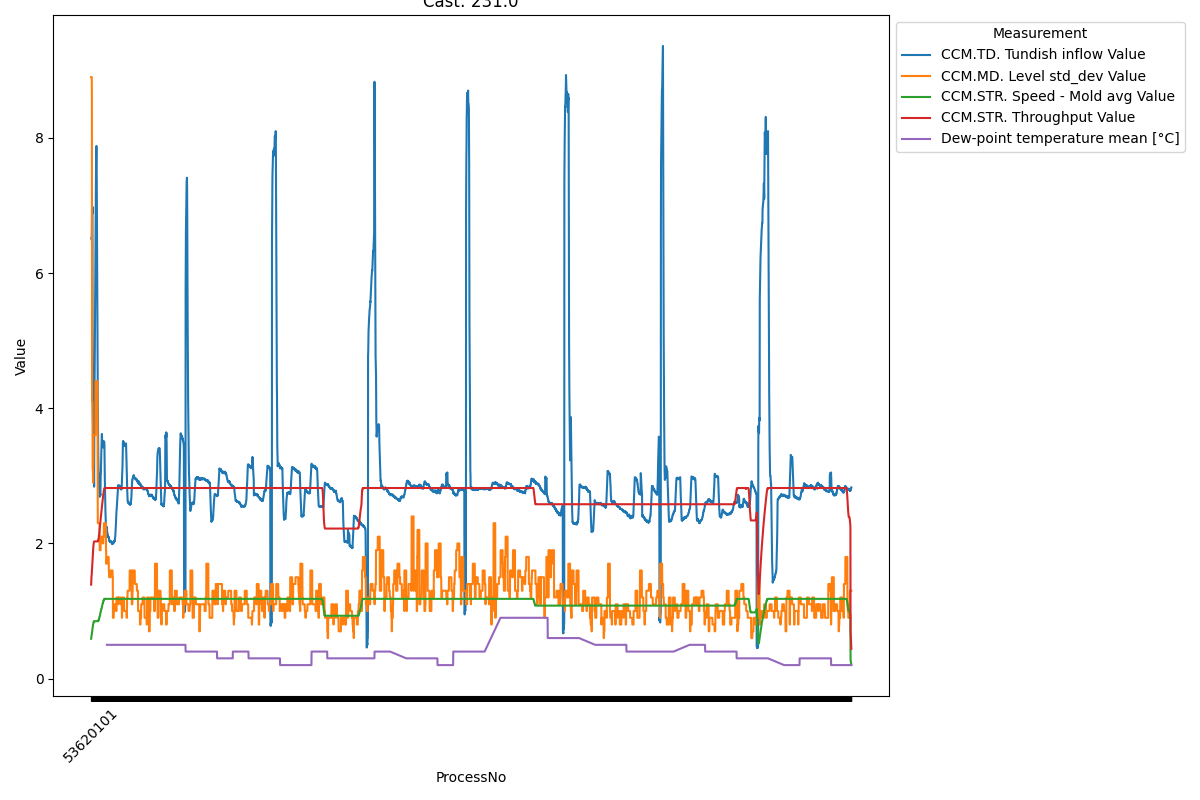 Cast: 231.0
Measurement
CCM.TD. Tundish inflow Value
CCM.MD. Level std_dev Value
CCM.STR. Speed - Mold avg Value
CCM.STR. Throughput Value
Dew-point temperature mean [°C]
Value
8
6
4
2
0
53620101
ProcessNo